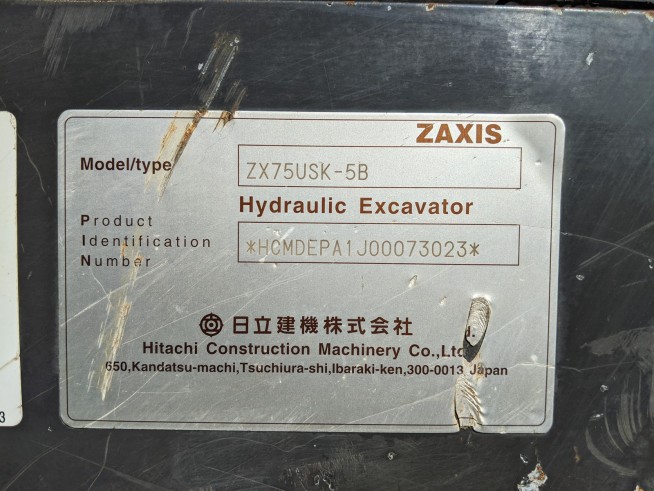 ZAXIS
Model/type ZX75USK-5B
Hydraulic Excavator
Product
Identification *HCMDEPA1J00073023*
Number
日立建機株式会社
Hitachi Construction Machinery Co.,Ltd.
650,Kandatsu-machi,Tsuchiura-shi,Ibaraki-ken,300-0013 Japan
3